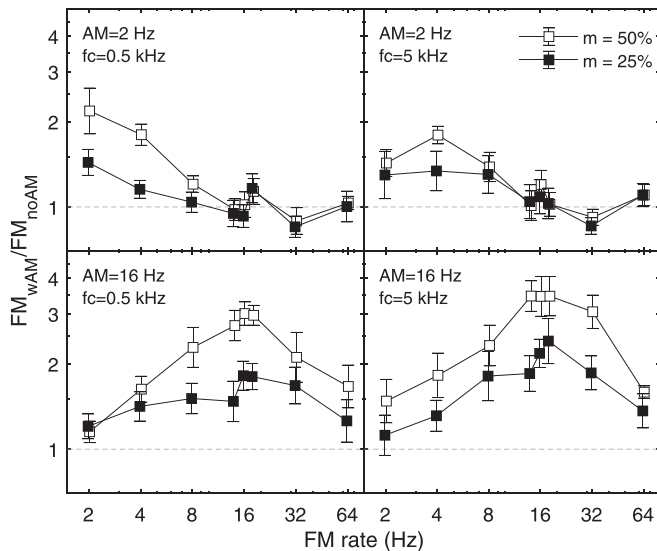 AM=2 Hz
fc=0.5 kHz
AM=2 Hz
fc=5 kHz
m = 50%
m = 25%
4
3
2
1
FM_wAM/FM_noAM
AM=16 Hz
fc=0.5 kHz
AM=16 Hz
fc=5 kHz
4
3
2
1
2 4 8 16 32 64 2 4 8 16 32 64
FM rate (Hz)